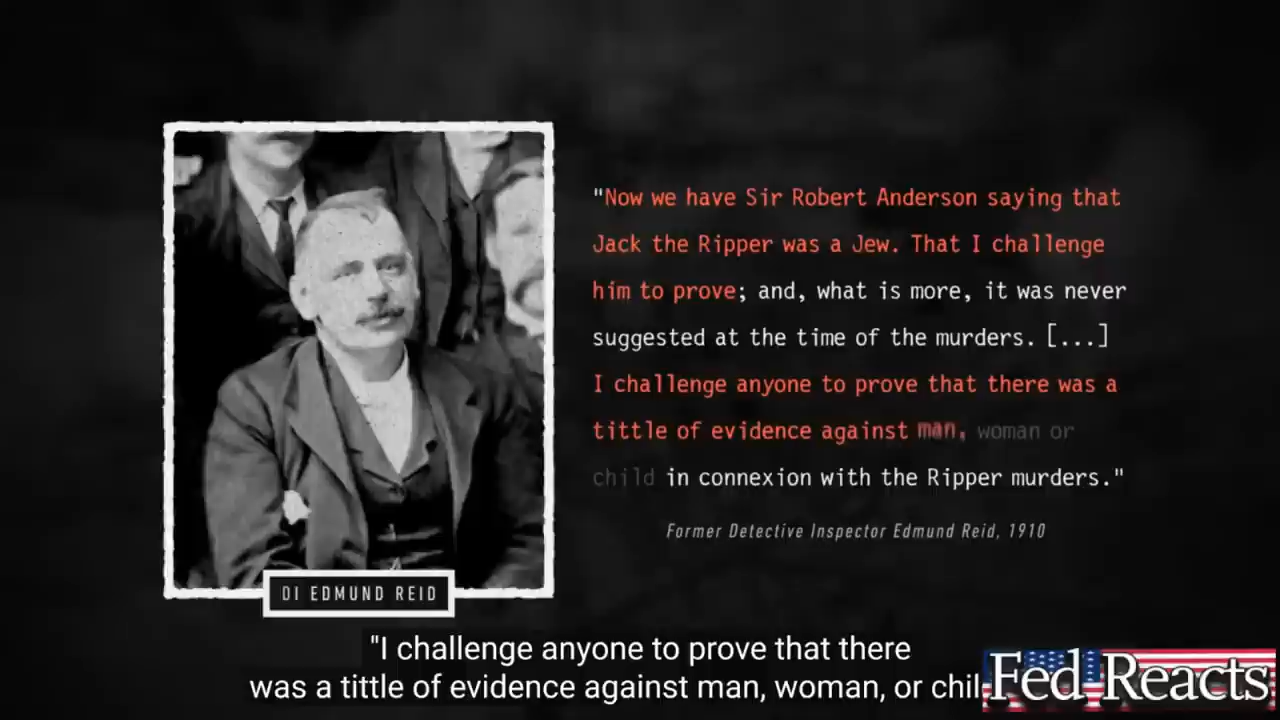 "Now we have Sir Robert Anderson saying that
Jack the Ripper was a Jew. That I challenge
him to prove; and, what is more, it was never
suggested at the time of the murders. [...]
I challenge anyone to prove that there was a
tittle of evidence against man, woman or
child in connexion with the Ripper murders."
Former Detective Inspector Edmund Reid, 1910
DI EDMUND REID
"I challenge anyone to prove that there
was a tittle of evidence against man, woman, or chil
Fed Reacts